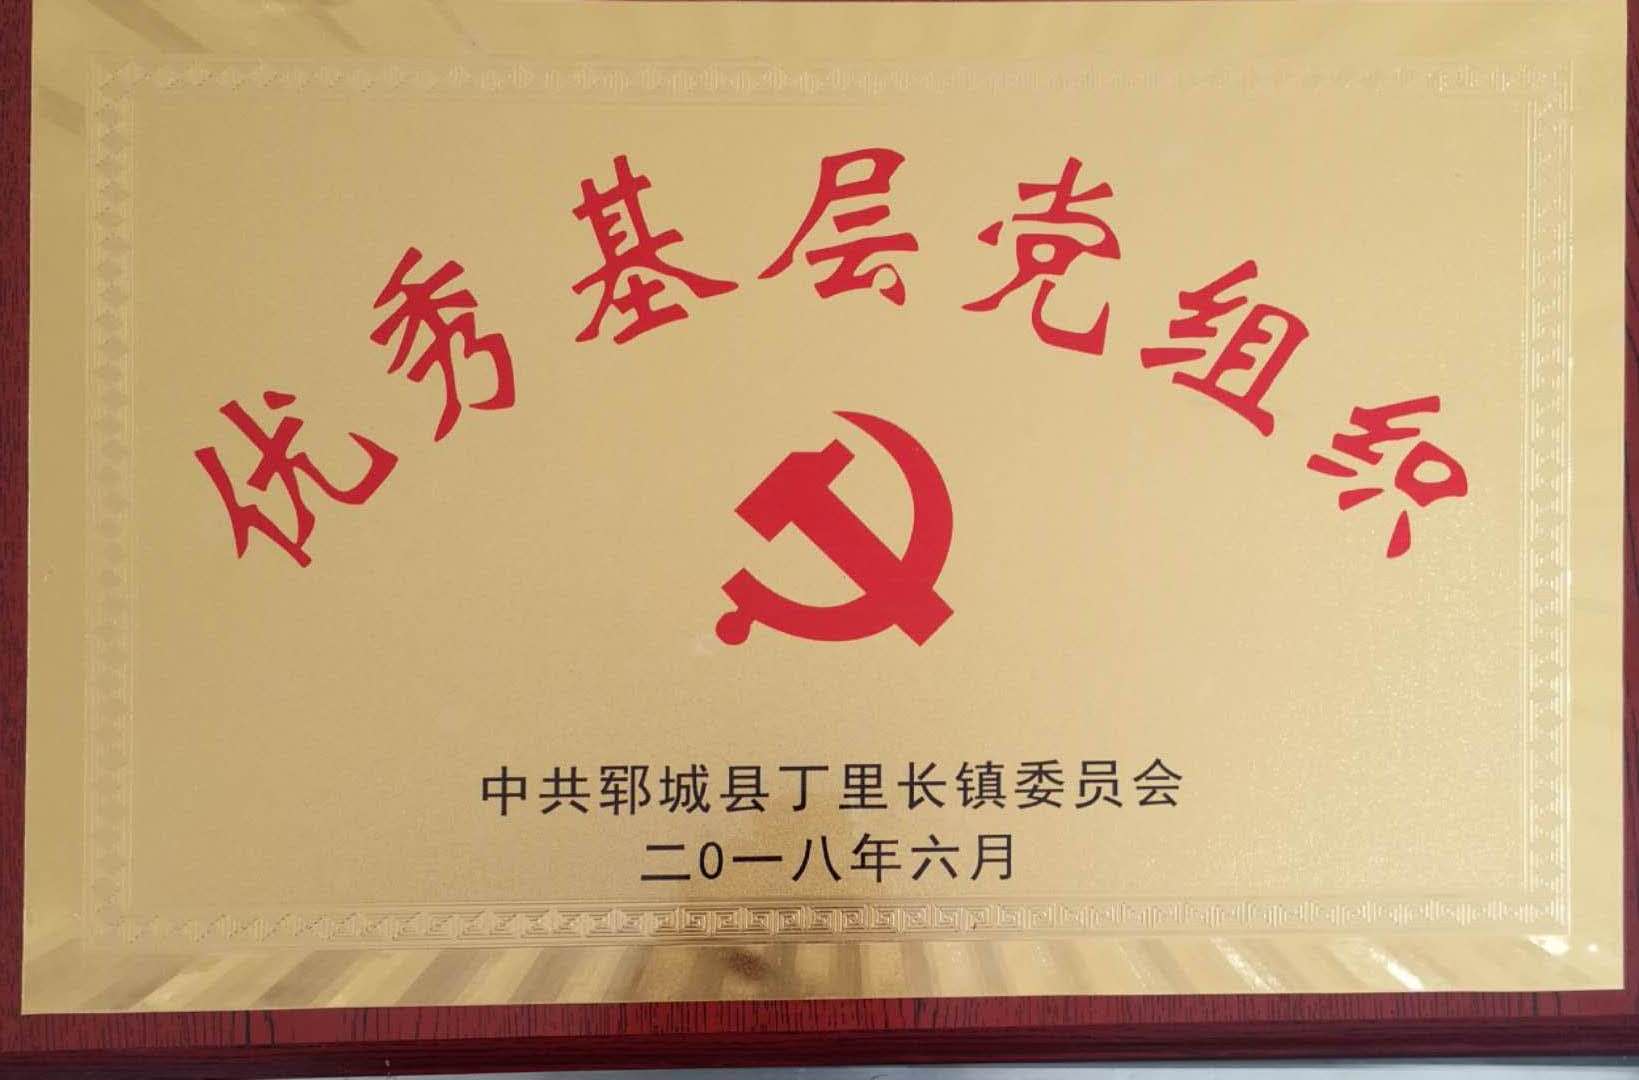 优秀基层党组织
中共郓城县丁里长镇委员会
二0一八年六月